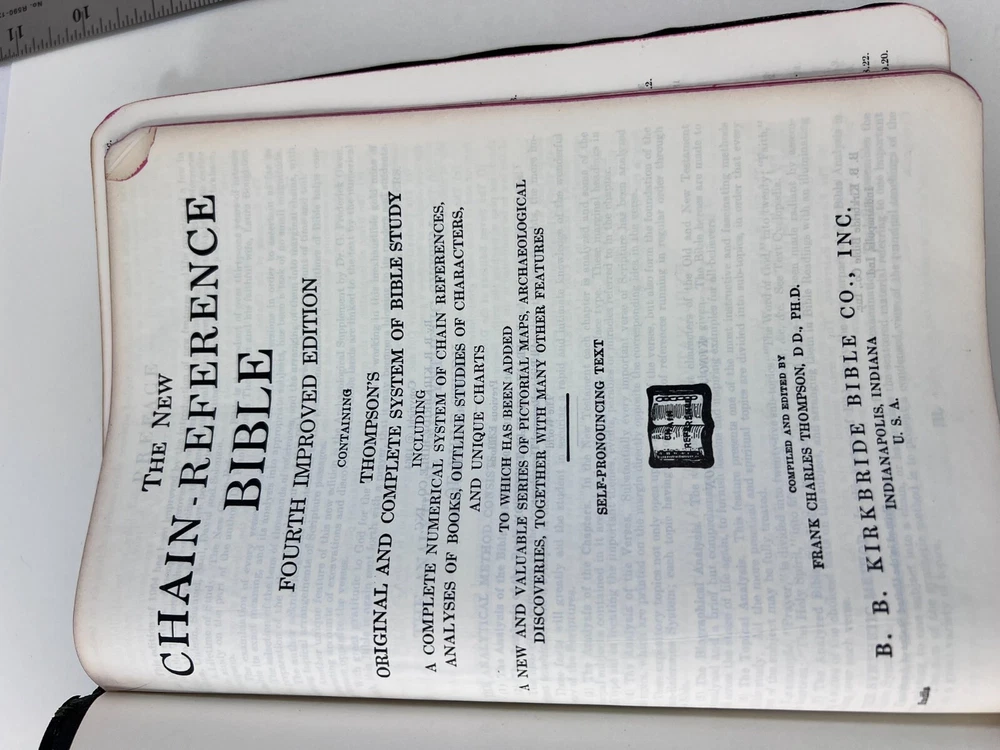 THE NEW
CHAIN-REFERENCE
BIBLE
FOURTH IMPROVED EDITION
CONTAINING
THOMPSON'S
ORIGINAL AND COMPLETE SYSTEM OF BIBLE STUDY
INCLUDING
A COMPLETE NUMERICAL SYSTEM OF CHAIN REFERENCES,
ANALYSES OF BOOKS, OUTLINE STUDIES OF CHARACTERS,
AND UNIQUE CHARTS
TO WHICH HAS BEEN ADDED
A NEW AND VALUABLE SERIES OF PICTORIAL MAPS, ARCHAEOLOGICAL
DISCOVERIES, TOGETHER WITH MANY OTHER FEATURES
SELF-PRONOUNCING TEXT
COMPILED AND EDITED BY
FRANK CHARLES THOMPSON, D D., PH.D.
B. B. KIRKBRIDE BIBLE CO., INC.
INDIANAPOLIS, INDIANA
U. S. A.
10
11